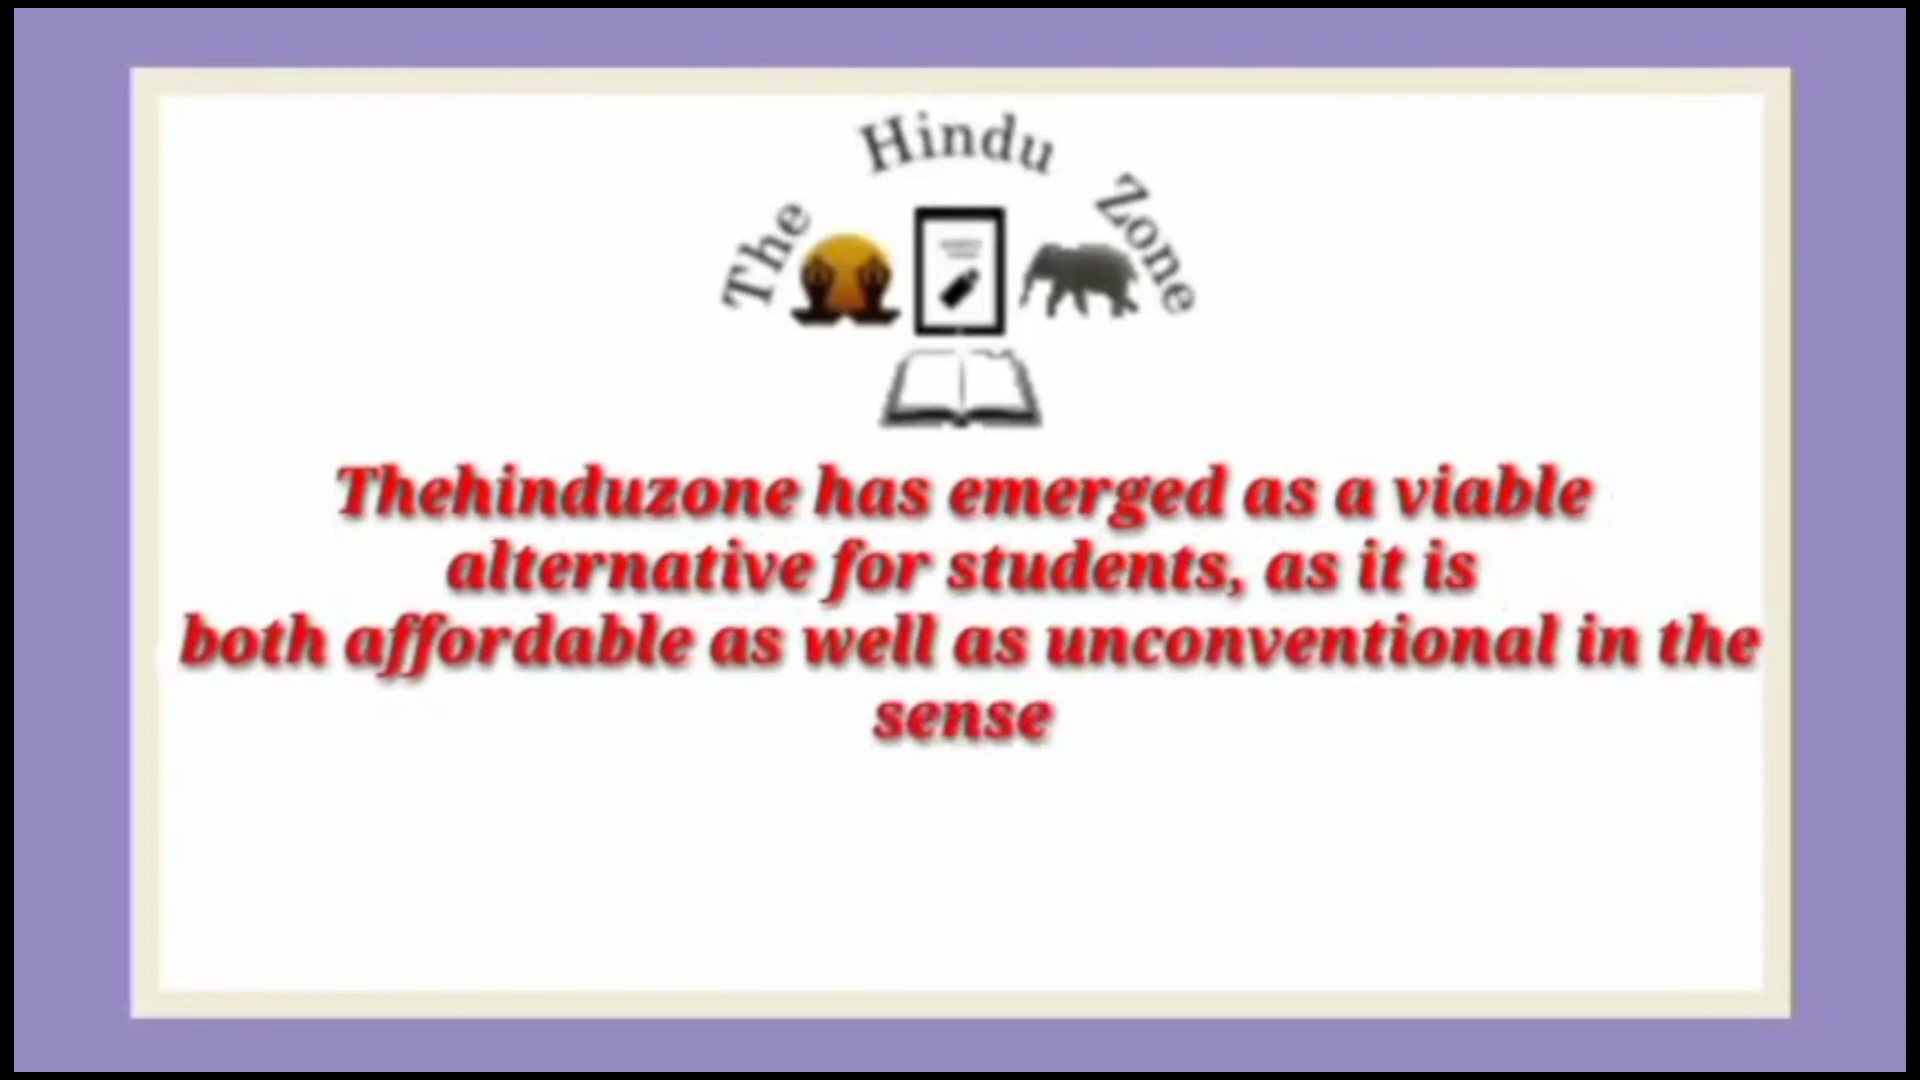 The Hindu Zone
Thehinduzone has emerged as a viable
alternative for students, as it is
both affordable as well as unconventional in the
sense